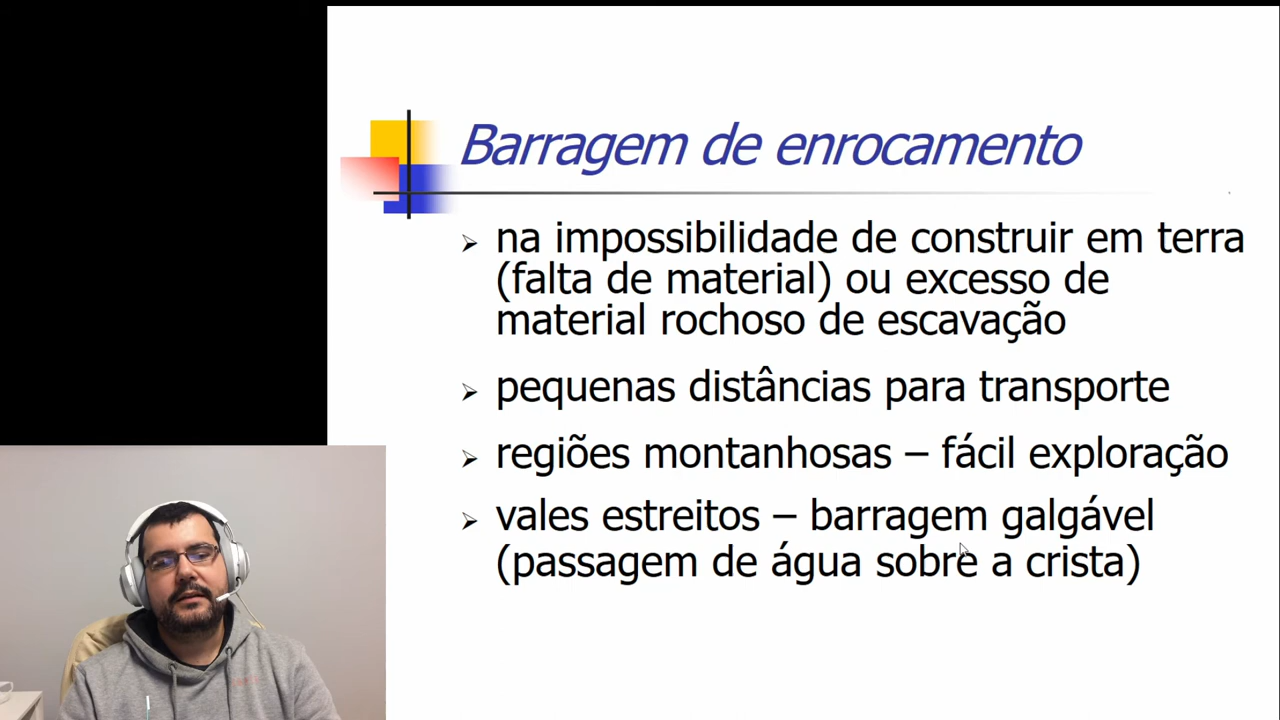 Barragem de enrocamento
na impossibilidade de construir em terra
(falta de material) ou excesso de
material rochoso de escavação
pequenas distâncias para transporte
regiões montanhosas – fácil exploração
vales estreitos – barragem galgável
(passagem de água sobre a crista)